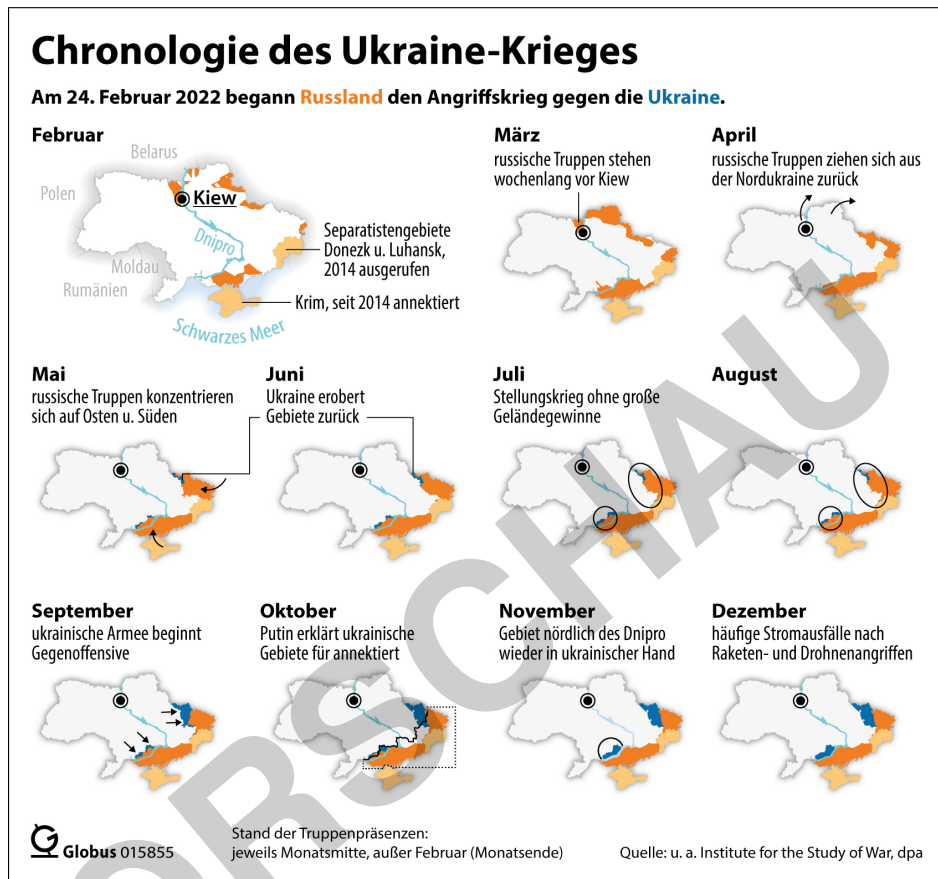 Chronologie des Ukraine-Krieges
Am 24. Februar 2022 begann Russland den Angriffskrieg gegen die Ukraine.
Februar
Belarus
Polen
Kiew
Dnipro
Moldau
Rumänien
Schwarzes Meer
Separatistengebiete
Donezk u. Luhansk,
2014 ausgerufen
Krim, seit 2014 annektiert
März
russische Truppen stehen
wochenlang vor Kiew
April
russische Truppen ziehen sich aus
der Nordukraine zurück
Mai
russische Truppen konzentrieren
sich auf Osten u. Süden
Juni
Ukraine erobert
Gebiete zurück
Juli
Stellungskrieg ohne große
Geländegewinne
August
September
ukrainische Armee beginnt
Gegenoffensive
Oktober
Putin erklärt ukrainische
Gebiete für annektiert
November
Gebiet nördlich des Dnipro
wieder in ukrainischer Hand
Dezember
häufige Stromausfälle nach
Raketen- und Drohnenangriffen
Globus 015855
Stand der Truppenpräsenzen:
jeweils Monatsmitte, außer Februar (Monatsende)
Quelle: u. a. Institute for the Study of War, dpa
VORSCHAU